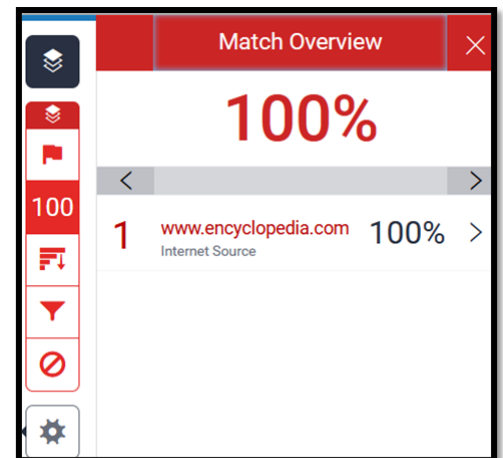 Match Overview
100%
100
1 www.encyclopedia.com 100%
Internet Source